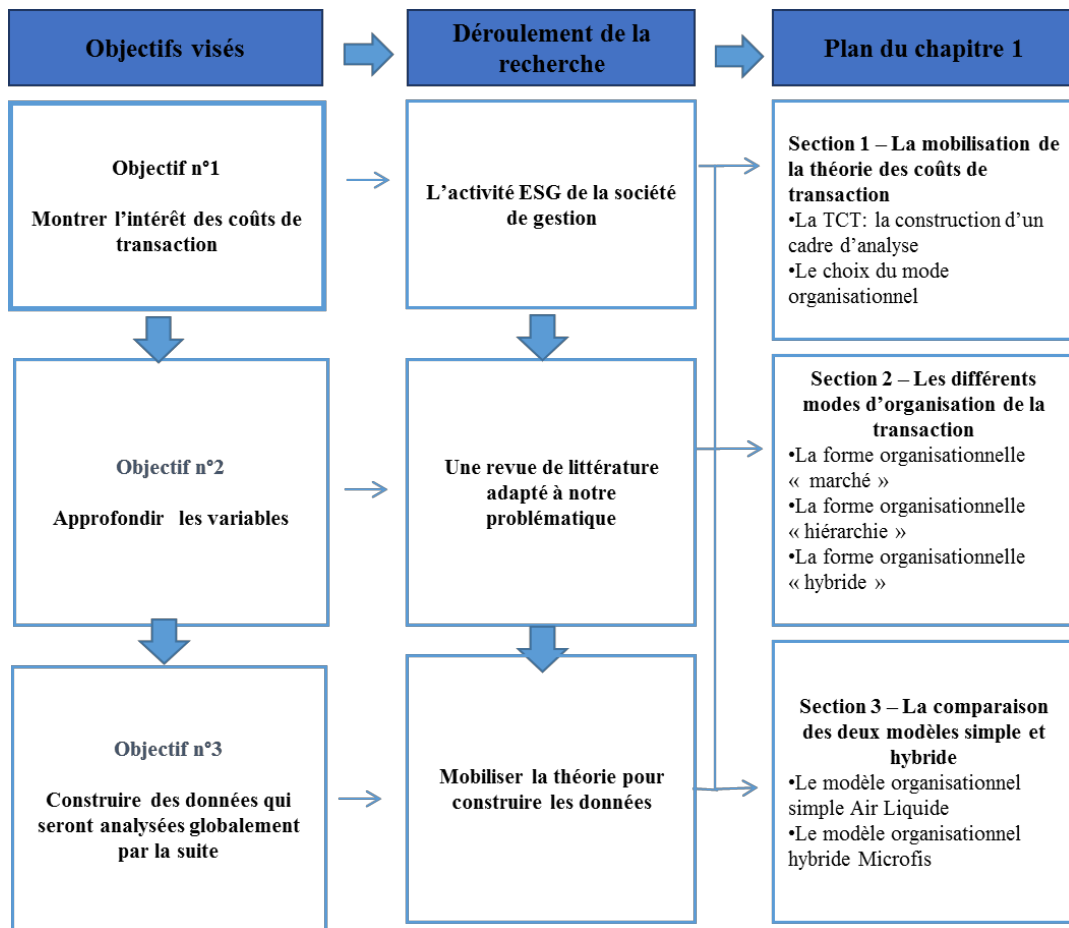 Objectifs visés
Déroulement de la
recherche
Plan du chapitre 1
Objectif n°1
Montrer l’intérêt des coûts de
transaction
L’activité ESG de la société
de gestion
Section 1 – La mobilisation de
la théorie des coûts de
transaction
•La TCT: la construction d’un
cadre d’analyse
•Le choix du mode
organisationnel
Objectif n°2
Approfondir les variables
Une revue de littérature
adapté à notre
problématique
Section 2 – Les différents
modes d’organisation de la
transaction
•La forme organisationnelle
« marché »
•La forme organisationnelle
« hiérarchie »
•La forme organisationnelle
« hybride »
Objectif n°3
Construire des données qui
seront analysées globalement
par la suite
Mobiliser la théorie pour
construire les données
Section 3 – La comparaison
des deux modèles simple et
hybride
•Le modèle organisationnel
simple Air Liquide
•Le modèle organisationnel
hybride Microfis